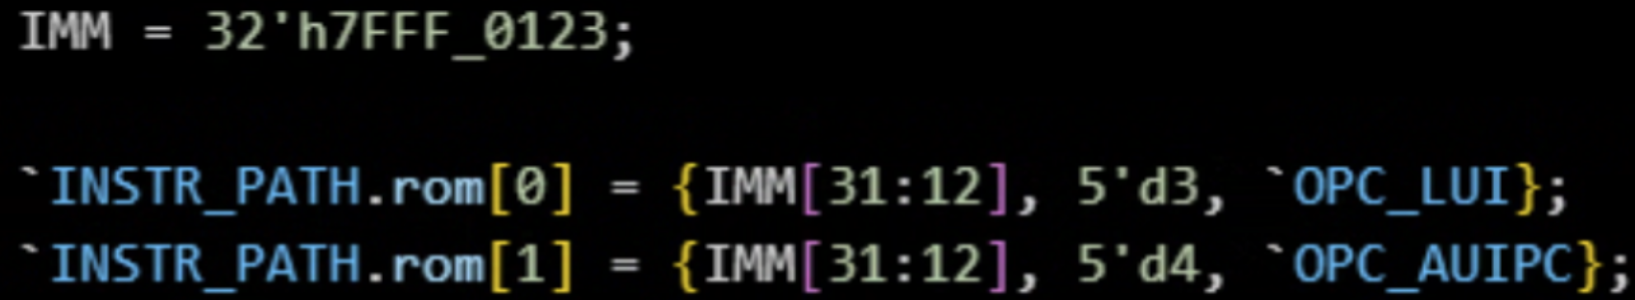 IMM = 32'h7FFF_0123;
`INSTR_PATH.rom[0] = {IMM[31:12], 5'd3, `OPC_LUI};
`INSTR_PATH.rom[1] = {IMM[31:12], 5'd4, `OPC_AUIPC};